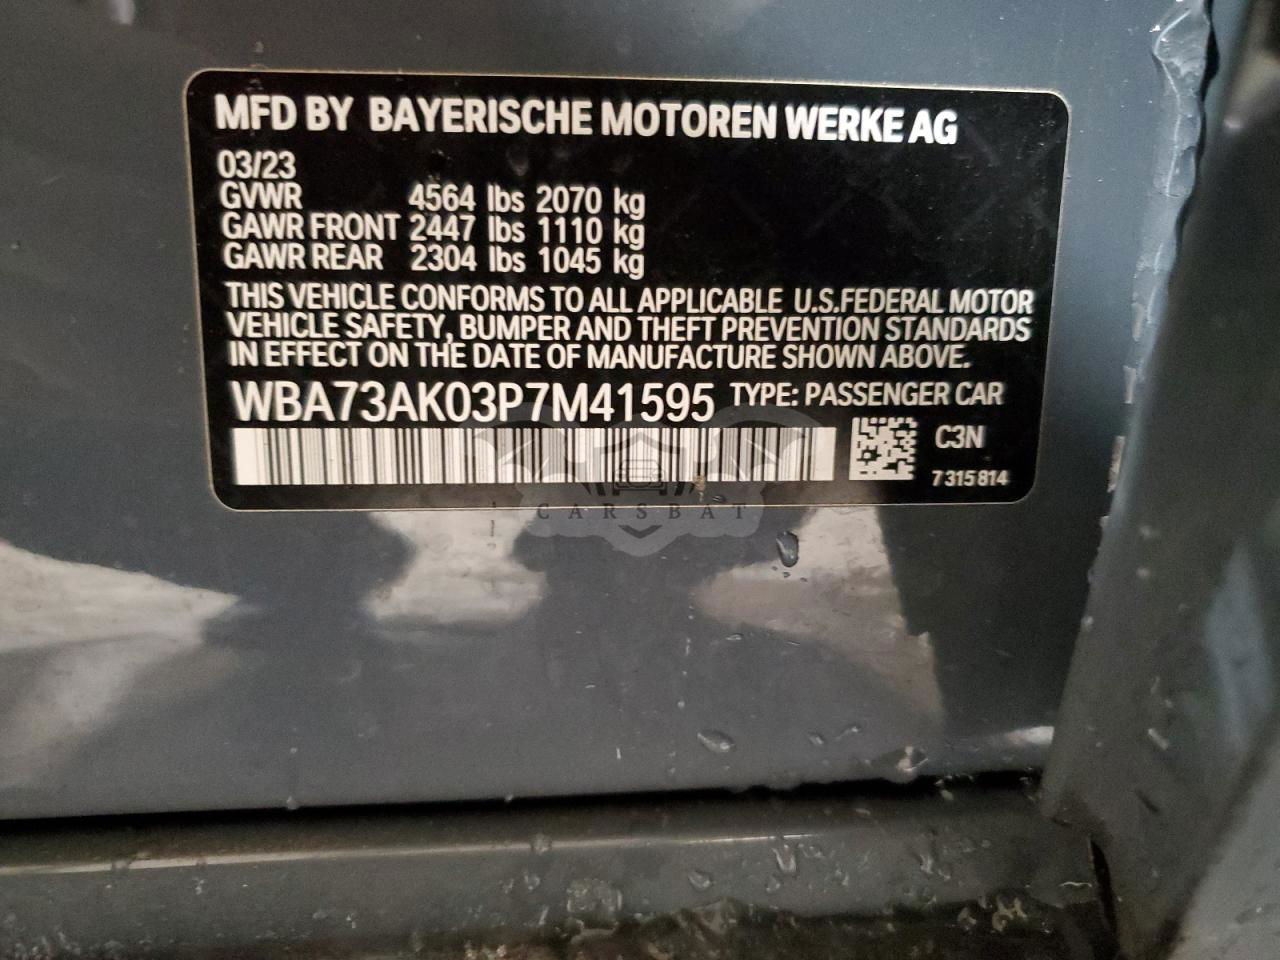 MFD BY BAYERISCHE MOTOREN WERKE AG
03/23
GVWR 4564 lbs 2070 kg
GAWR FRONT 2447 lbs 1110 kg
GAWR REAR 2304 lbs 1045 kg
THIS VEHICLE CONFORMS TO ALL APPLICABLE U.S.FEDERAL MOTOR
VEHICLE SAFETY, BUMPER AND THEFT PREVENTION STANDARDS
IN EFFECT ON THE DATE OF MANUFACTURE SHOWN ABOVE.
WBA73AK03P7M41595 TYPE: PASSENGER CAR
C3N
7 315 814
CARSBAT